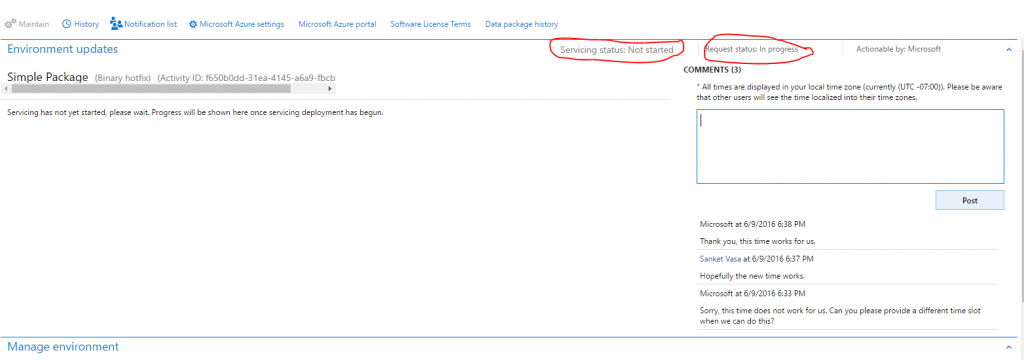 Maintain History Notification list Microsoft Azure settings Microsoft Azure portal Software License Terms Data package history
Environment updates
Servicing status: Not started Request status: In progress Actionable by: Microsoft
Simple Package (Binary hotfix) (Activity ID: f650b0dd-31ea-4145-a6a9-fbcb
Servicing has not yet started, please wait. Progress will be shown here once servicing deployment has begun.
COMMENTS (3)
* All times are displayed in your local time zone (currently (UTC -07:00)). Please be aware
that other users will see the time localized into their time zones.
Post
Microsoft at 6/9/2016 6:38 PM
Thank you, this time works for us.
Sanket Vasa at 6/9/2016 6:37 PM
Hopefully the new time works.
Microsoft at 6/9/2016 6:33 PM
Sorry, this time does not work for us. Can you please provide a different time slot
when we can do this?
Manage environment